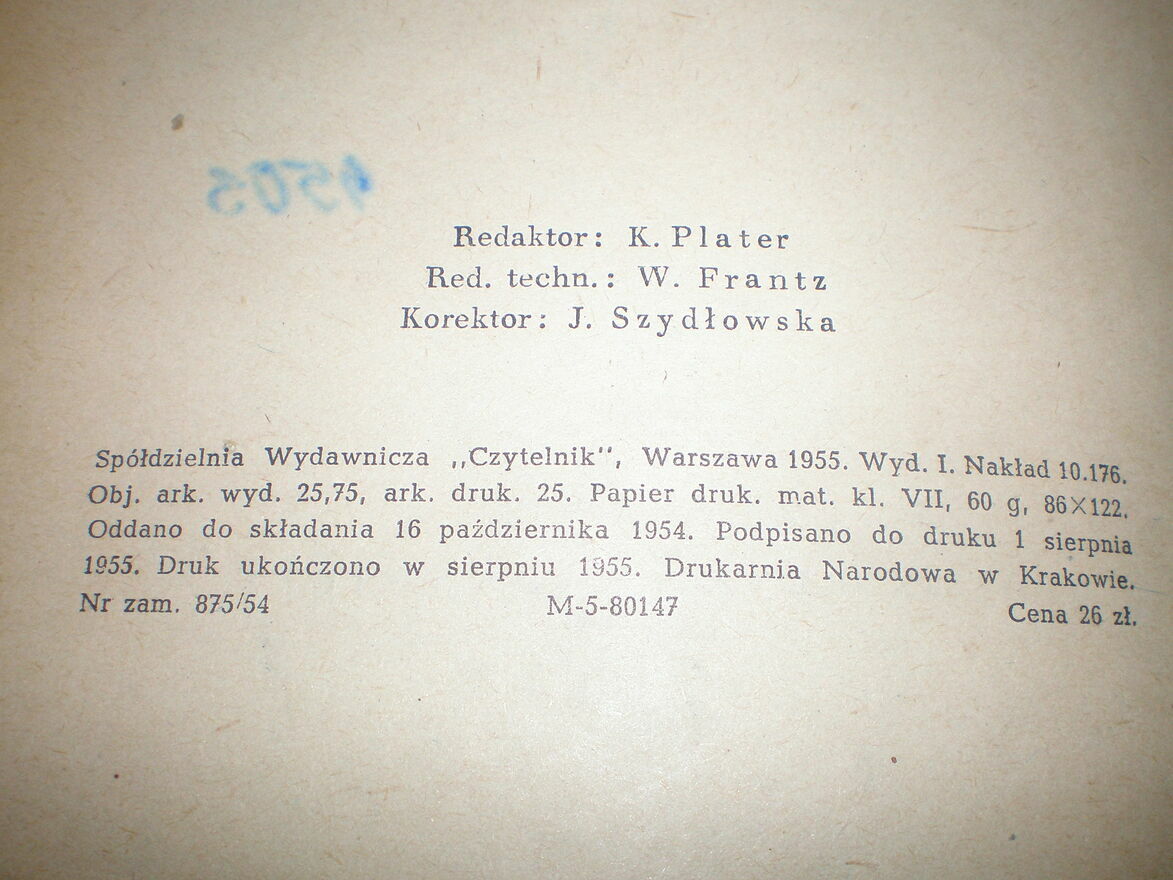 Redaktor: K. Plater
Red. techn.: W. Frantz
Korektor: J. Szydłowska
Spółdzielnia Wydawnicza ,,Czytelnik", Warszawa 1955. Wyd. I. Nakład 10.176.
Obj. ark. wyd. 25,75, ark. druk. 25. Papier druk. mat. kl. VII, 60 g, 86×122.
Oddano do składania 16 października 1954. Podpisano do druku 1 sierpnia
1955. Druk ukończono w sierpniu 1955. Drukarnia Narodowa w Krakowie.
Nr zam. 875/54 M-5-80147 Cena 26 zł.